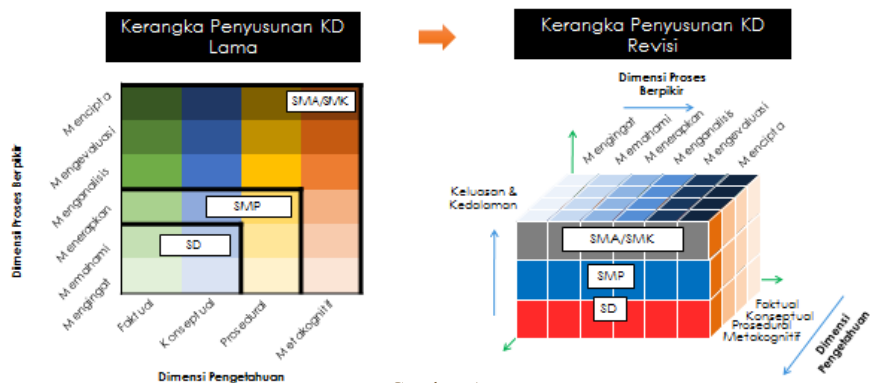 Kerangka Penyusunan KD
Lama
Kerangka Penyusunan KD
Revisi
Dimensi Proses Berpikir
Mencipta
Mengevaluasi
Menganalisis
Menerapkan
Memahami
Mengingat
SMA/SMK
SMP
SD
Faktual
Konseptual
Prosedural
Metakognitif
Dimensi Pengetahuan
Dimensi Proses
Berpikir
Mengingat
Memahami
Menerapkan
Menganalisis
Mengevaluasi
Mencipta
Keluasan &
Kedalaman
SMA/SMK
SMP
SD
Faktual
Konseptual
Prosedural
Metakognitif
Dimensi
Pengetahuan